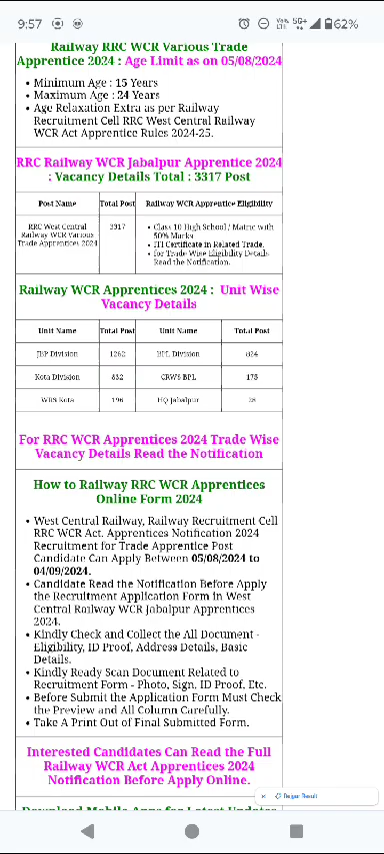 9:57
62%
Railway RRC WCR Various Trade
Apprentice 2024 : Age Limit as on 05/08/2024
• Minimum Age : 15 Years
• Maximum Age : 24 Years
• Age Relaxation Extra as per Railway
Recruitment Cell RRC West Central Railway
WCR Act Apprentice Rules 2024-25.
RRC Railway WCR Jabalpur Apprentice 2024
: Vacancy Details Total : 3317 Post
Post Name Total Post Railway WCR Apprentice Eligibility
RRC West Central
Railway WCR Various
Trade Apprentices 2024
3317
• Class 10 High School / Matric with
50% Marks
• ITI Certificate in Related Trade.
• for Trade Wise Eligibility Details
Read the Notification.
Railway WCR Apprentices 2024 : Unit Wise
Vacancy Details
Unit Name Total Post Unit Name Total Post
JBP Division 1262 BPL Division 824
Kota Division 832 CRWS BPL 175
WRS Kota 196 HQ Jabalpur 28
For RRC WCR Apprentices 2024 Trade Wise
Vacancy Details Read the Notification
How to Railway RRC WCR Apprentices
Online Form 2024
• West Central Railway, Railway Recruitment Cell
RRC WCR Act. Apprentices Notification 2024
Recruitment for Trade Apprentice Post
Candidate Can Apply Between 05/08/2024 to
04/09/2024.
• Candidate Read the Notification Before Apply
the Recruitment Application Form in West
Central Railway WCR Jabalpur Apprentices
2024.
• Kindly Check and Collect the All Document -
Eligibility, ID Proof, Address Details, Basic
Details.
• Kindly Ready Scan Document Related to
Recruitment Form - Photo, Sign, ID Proof, Etc.
• Before Submit the Application Form Must Check
the Preview and All Column Carefully.
• Take A Print Out of Final Submitted Form.
Interested Candidates Can Read the Full
Railway WCR Act Apprentices 2024
Notification Before Apply Online.
Result
Download Mobile Apps for Latest Updates